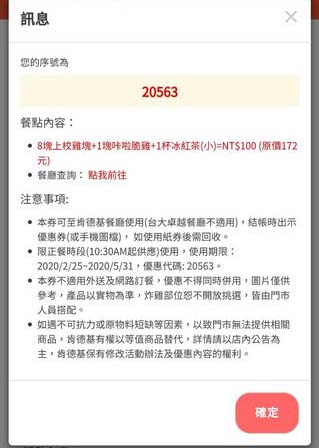 訊息
您的序號為
20563
餐點內容：
8塊上校雞塊+1塊咔啦脆雞+1杯冰紅茶(小)=NT$100 (原價172
元)
餐廳查詢： 點我前往
注意事項:
本券可至肯德基餐廳使用(台大卓越餐廳不適用)，結帳時出示
優惠券(或手機圖檔)， 如使用紙券後需回收。
限正餐時段(10:30AM起供應)使用，使用期限：
2020/2/25~2020/5/31，優惠代碼: 20563。
本券不適用外送及網路訂餐，優惠不得同時併用，圖片僅供
參考，產品以實物為準，炸雞部位恕不開放挑選，皆由門市
人員搭配。
如遇不可抗力或原物料短缺等因素，以致門市無法提供相關
商品，肯德基有權以等值商品替代，詳情請以店內公告為
主，肯德基保有修改活動辦法及優惠內容的權利。
確定